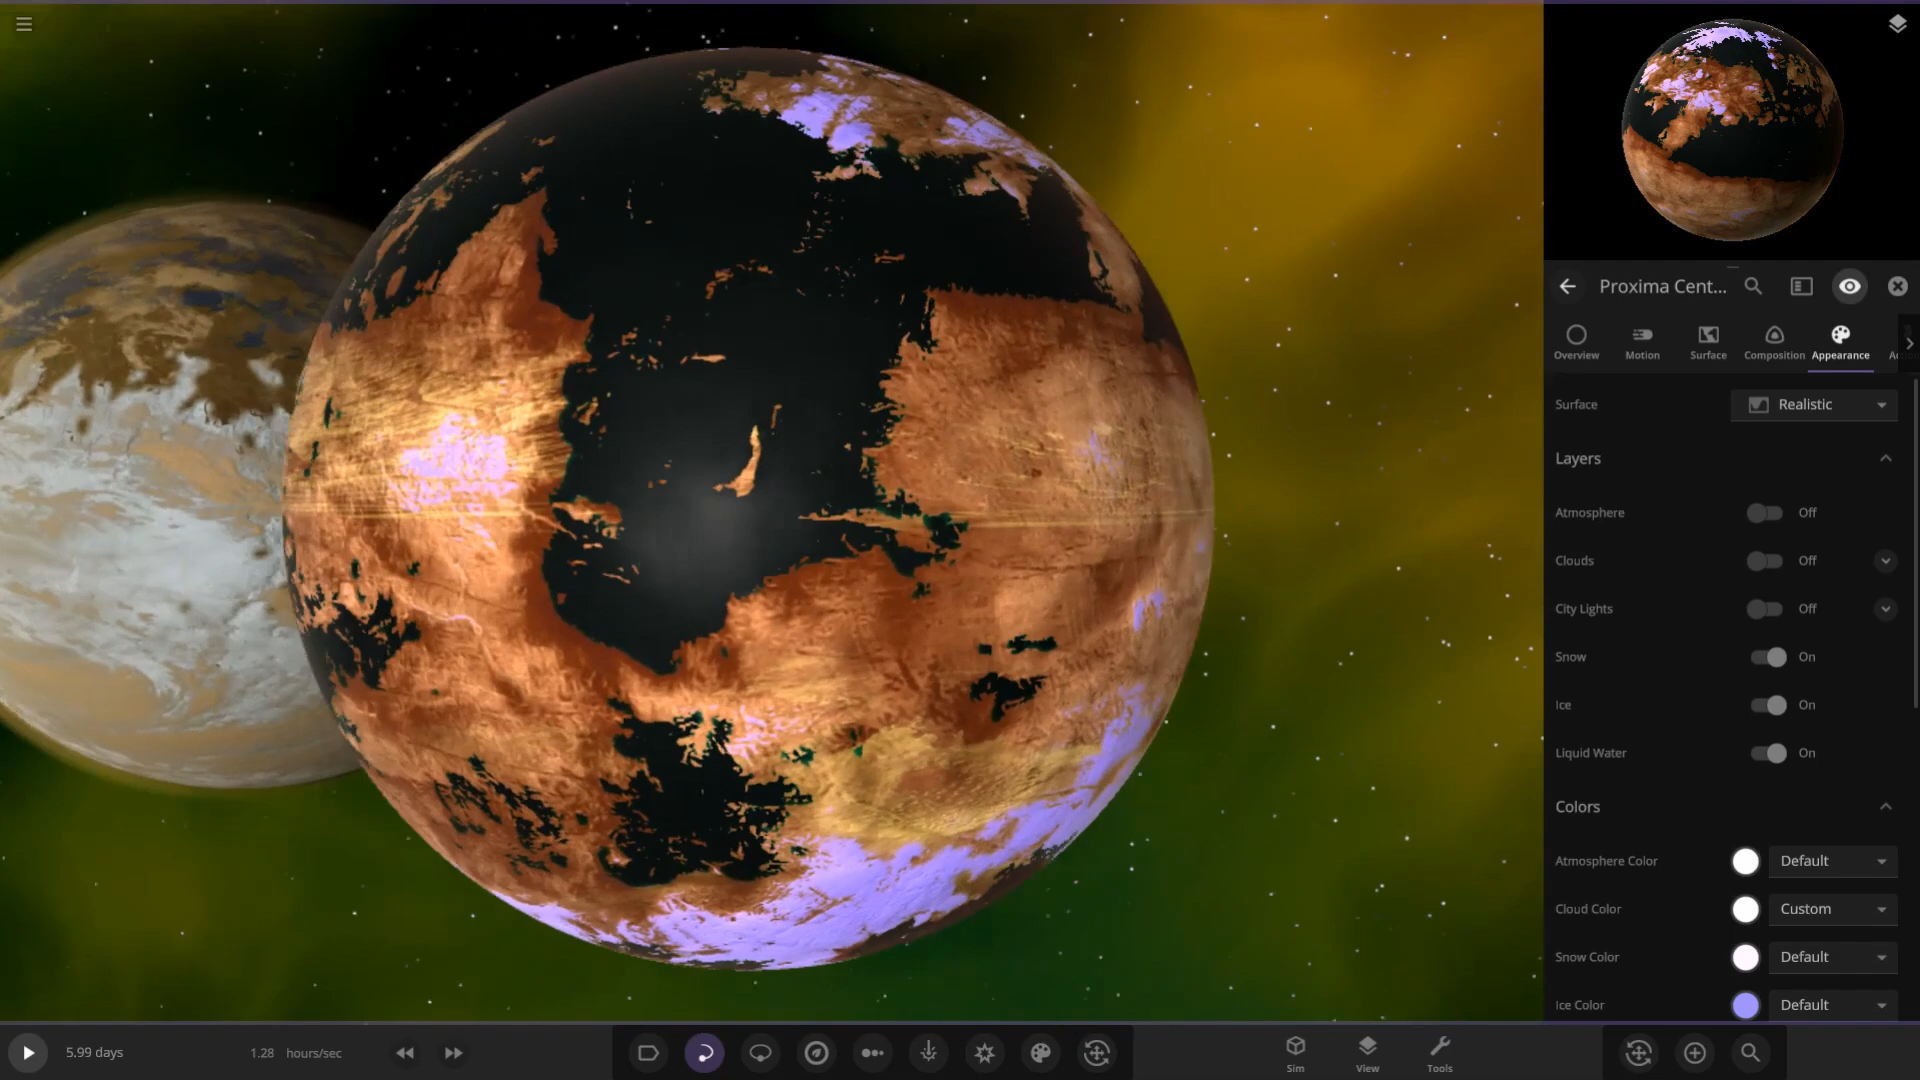 Proxima Cent...
Overview
Motion
Surface
Composition
Appearance
Surface
Realistic
Layers
Atmosphere
Off
Clouds
Off
City Lights
Off
Snow
On
Ice
On
Liquid Water
On
Colors
Atmosphere Color
Default
Cloud Color
Custom
Snow Color
Default
Ice Color
Default
5.99 days
1.28 hours/sec
Sim
View
Tools